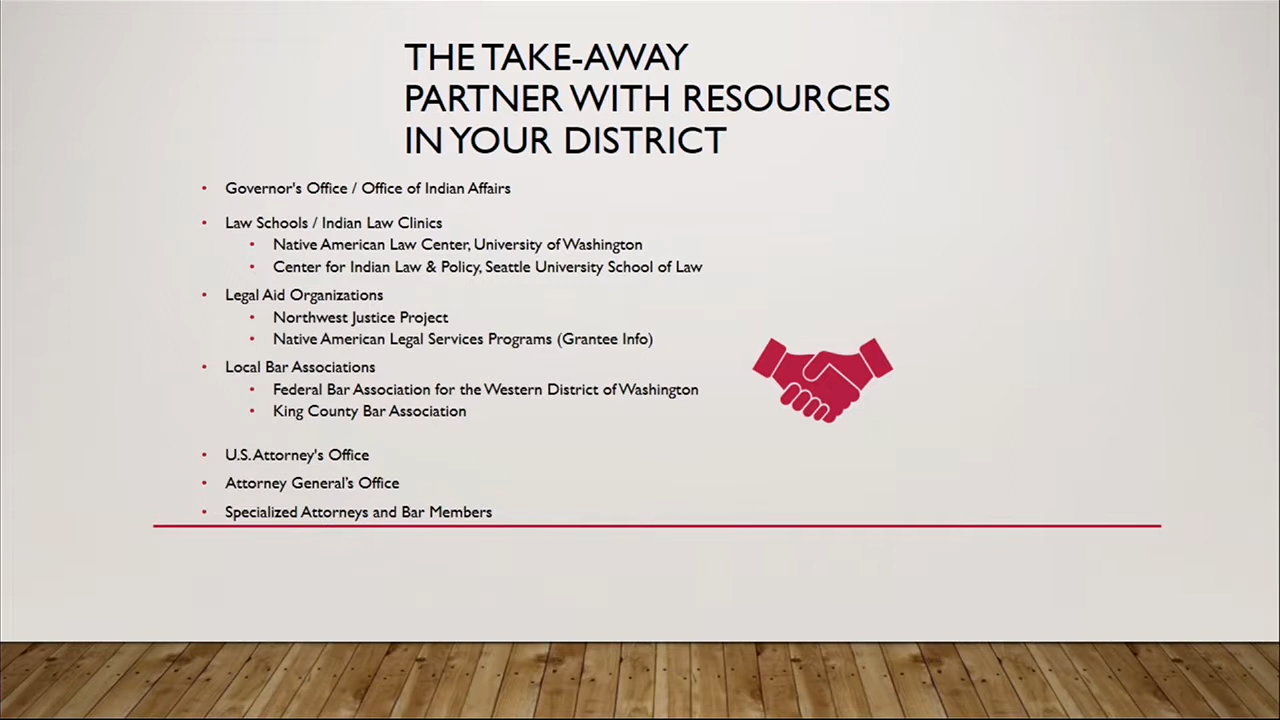 THE TAKE-AWAY
PARTNER WITH RESOURCES
IN YOUR DISTRICT
• Governor's Office / Office of Indian Affairs
• Law Schools / Indian Law Clinics
• Native American Law Center, University of Washington
• Center for Indian Law & Policy, Seattle University School of Law
• Legal Aid Organizations
• Northwest Justice Project
• Native American Legal Services Programs (Grantee Info)
• Local Bar Associations
• Federal Bar Association for the Western District of Washington
• King County Bar Association
• U.S. Attorney's Office
• Attorney General’s Office
• Specialized Attorneys and Bar Members